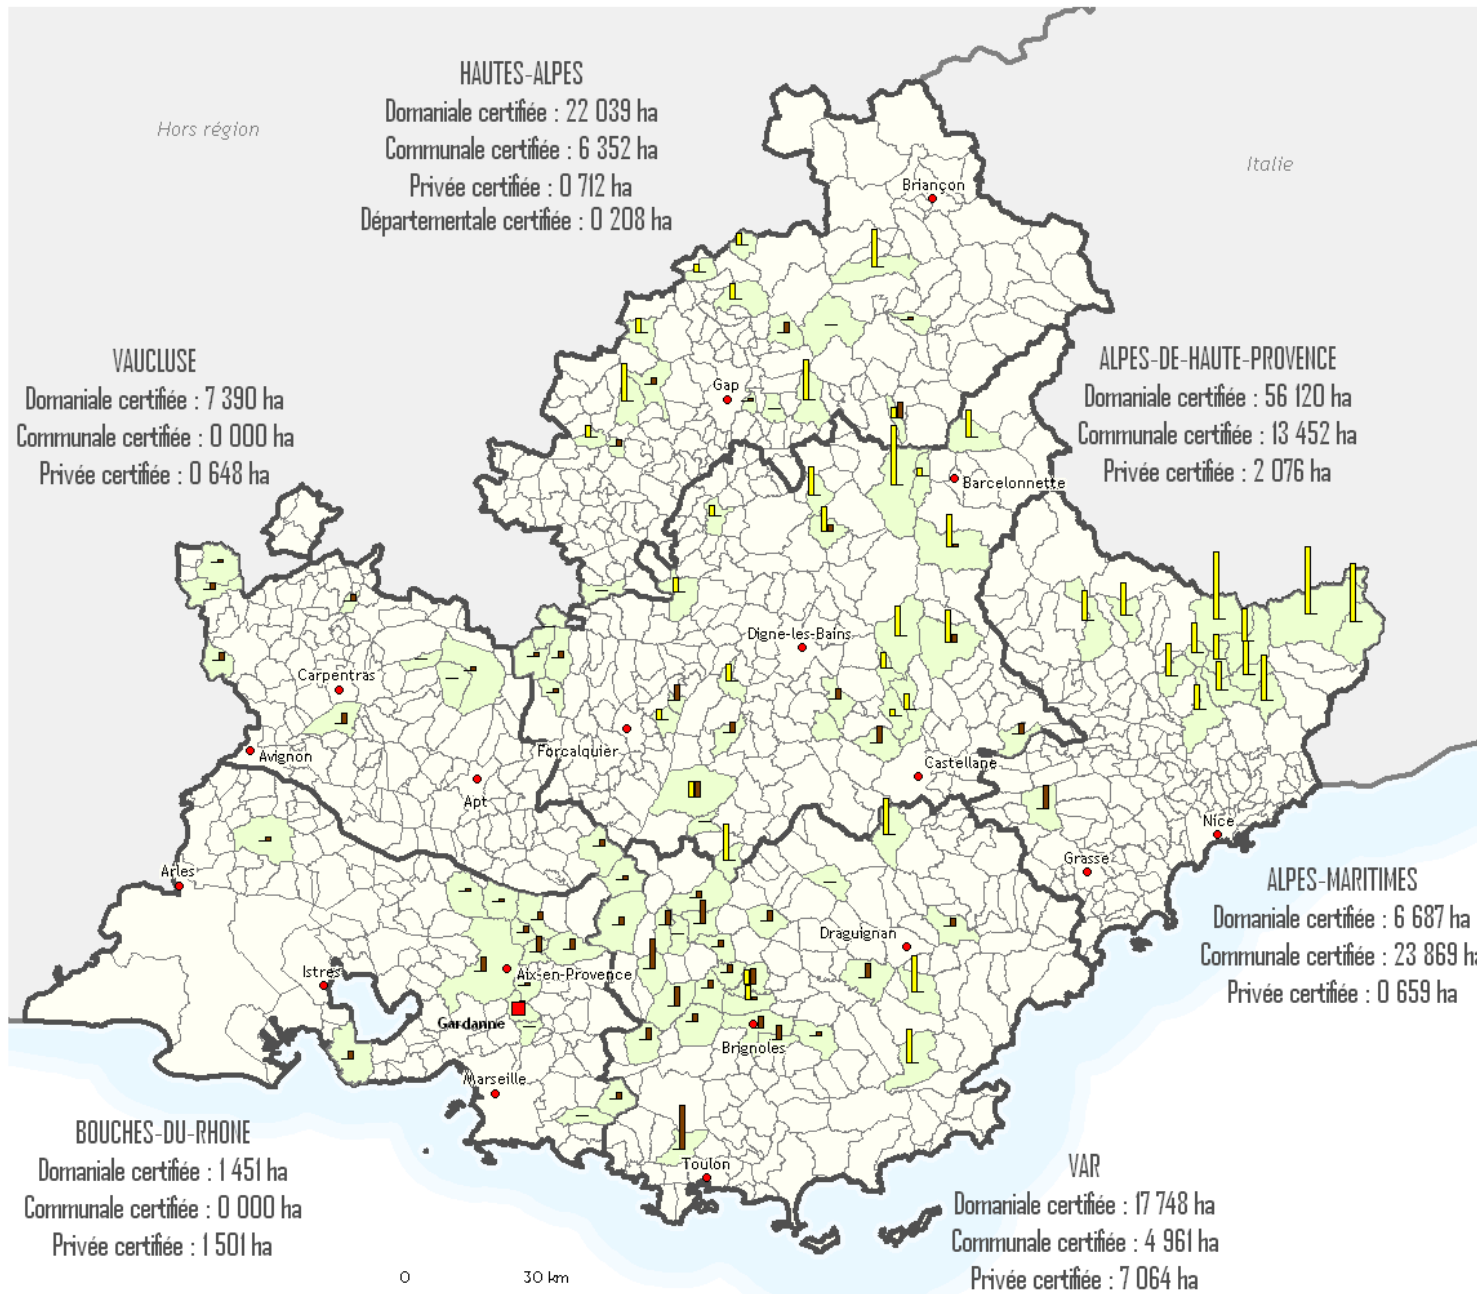 HAUTES-ALPES
Domaniale certifiée : 22 039 ha
Communale certifiée : 6 352 ha
Privée certifiée : 0 712 ha
Départementale certifiée : 0 208 ha
Hors région
Italie
Briançon
VAUCLUSE
Domaniale certifiée : 7 390 ha
Communale certifiée : 0 000 ha
Privée certifiée : 0 648 ha
ALPES-DE-HAUTE-PROVENCE
Domaniale certifiée : 56 120 ha
Communale certifiée : 13 452 ha
Privée certifiée : 2 076 ha
Gap
Barcelonnette
Digne-les-Bains
Carpentras
Forcalquier
Avignon
Apt
Castellane
Nice
Grasse
Arles
ALPES-MARITIMES
Domaniale certifiée : 6 687 ha
Communale certifiée : 23 869 ha
Privée certifiée : 0 659 ha
Draguignan
Istres
Aix-en-Provence
Gardanne
Brignoles
Marseille
Toulon
BOUCHES-DU-RHONE
Domaniale certifiée : 1 451 ha
Communale certifiée : 0 000 ha
Privée certifiée : 1 501 ha
VAR
Domaniale certifiée : 17 748 ha
Communale certifiée : 4 961 ha
Privée certifiée : 7 064 ha
0 30 km